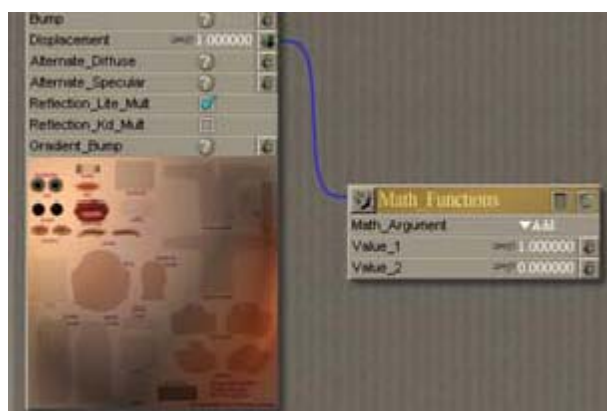 Bump
Displacement 1.000000
Alternate_Diffuse
Alternate_Specular
Reflection_Lite_Mult
Reflection_Kd_Mult
Gradient_Bump
Math_Functions
Math_Argument Add
Value_1 1.000000
Value_2 0.000000